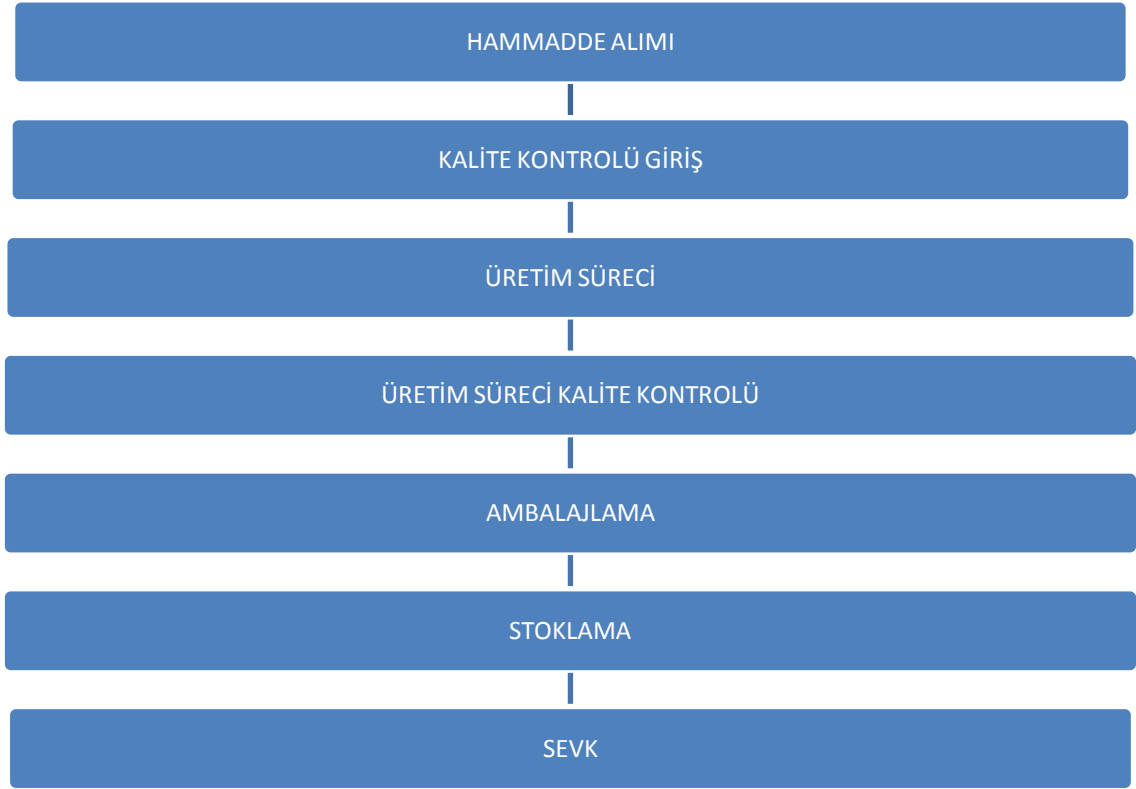 HAMMADDE ALIMI
KALİTE KONTROLÜ GİRİŞ
ÜRETİM SÜRECİ
ÜRETİM SÜRECİ KALİTE KONTROLÜ
AMBALAJLAMA
STOKLAMA
SEVK